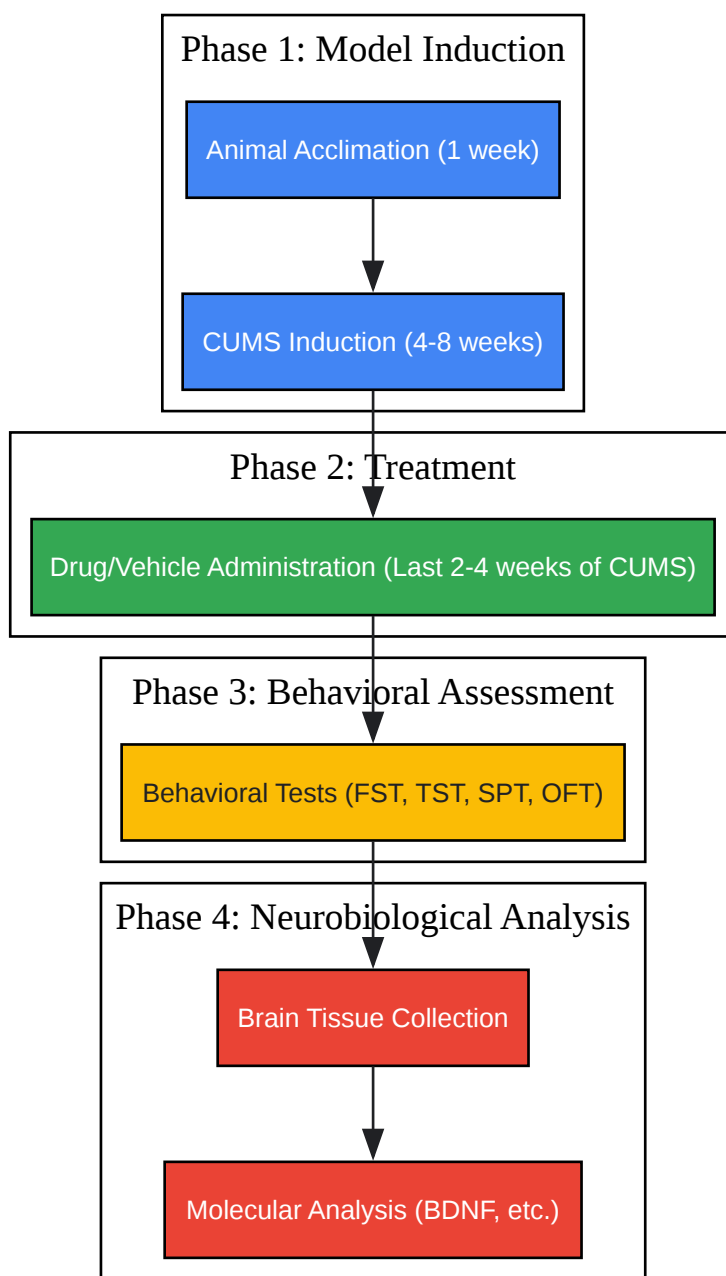 Phase 1: Model Induction
Animal Acclimation (1 week)
CUMS Induction (4-8 weeks)
Phase 2: Treatment
Drug/Vehicle Administration (Last 2-4 weeks of CUMS)
Phase 3: Behavioral Assessment
Behavioral Tests (FST, TST, SPT, OFT)
Phase 4: Neurobiological Analysis
Brain Tissue Collection
Molecular Analysis (BDNF, etc.)